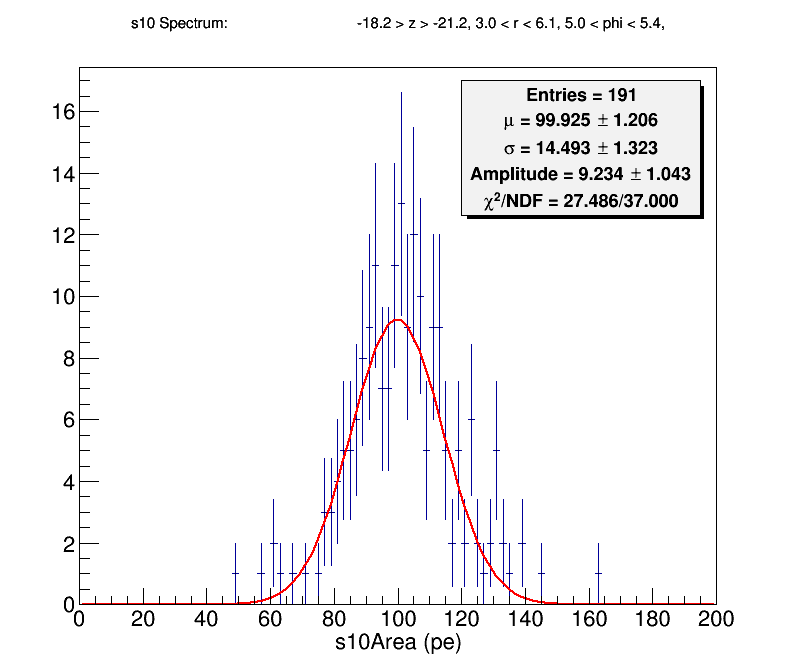 s10 Spectrum: -18.2 > z > -21.2, 3.0 < r < 6.1, 5.0 < phi < 5.4,
Entries = 191
μ = 99.925 ± 1.206
σ = 14.493 ± 1.323
Amplitude = 9.234 ± 1.043
χ²/NDF = 27.486/37.000
16
14
12
10
8
6
4
2
0
0 20 40 60 80 100 120 140 160 180 200
s10Area (pe)